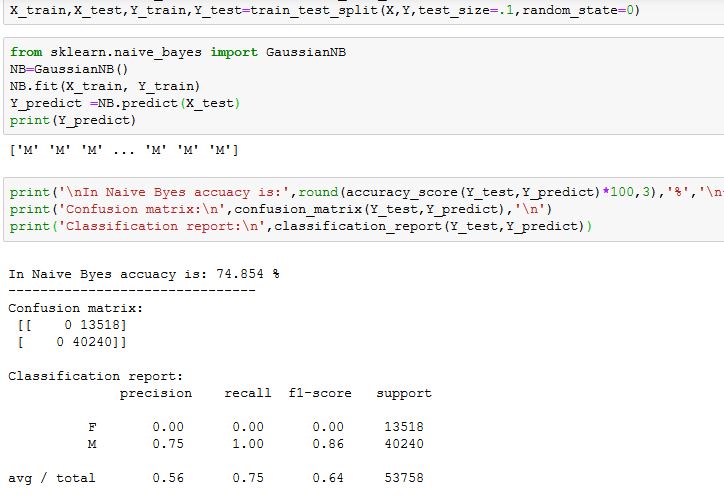 X_train,X_test,Y_train,Y_test=train_test_split(X,Y,test_size=.1,random_state=0)
from sklearn.naive_bayes import GaussianNB
NB=GaussianNB()
NB.fit(X_train, Y_train)
Y_predict =NB.predict(X_test)
print(Y_predict)
['M' 'M' 'M' ... 'M' 'M' 'M']
print('\nIn Naive Byes accuacy is:',round(accuracy_score(Y_test,Y_predict)*100,3),'%','\n
print('Confusion matrix:\n',confusion_matrix(Y_test,Y_predict),'\n')
print('Classification report:\n',classification_report(Y_test,Y_predict))
In Naive Byes accuacy is: 74.854 %
-------------------------------
Confusion matrix:
[[ 0 13518]
[ 0 40240]]
Classification report:
precision recall f1-score support
F 0.00 0.00 0.00 13518
M 0.75 1.00 0.86 40240
avg / total 0.56 0.75 0.64 53758